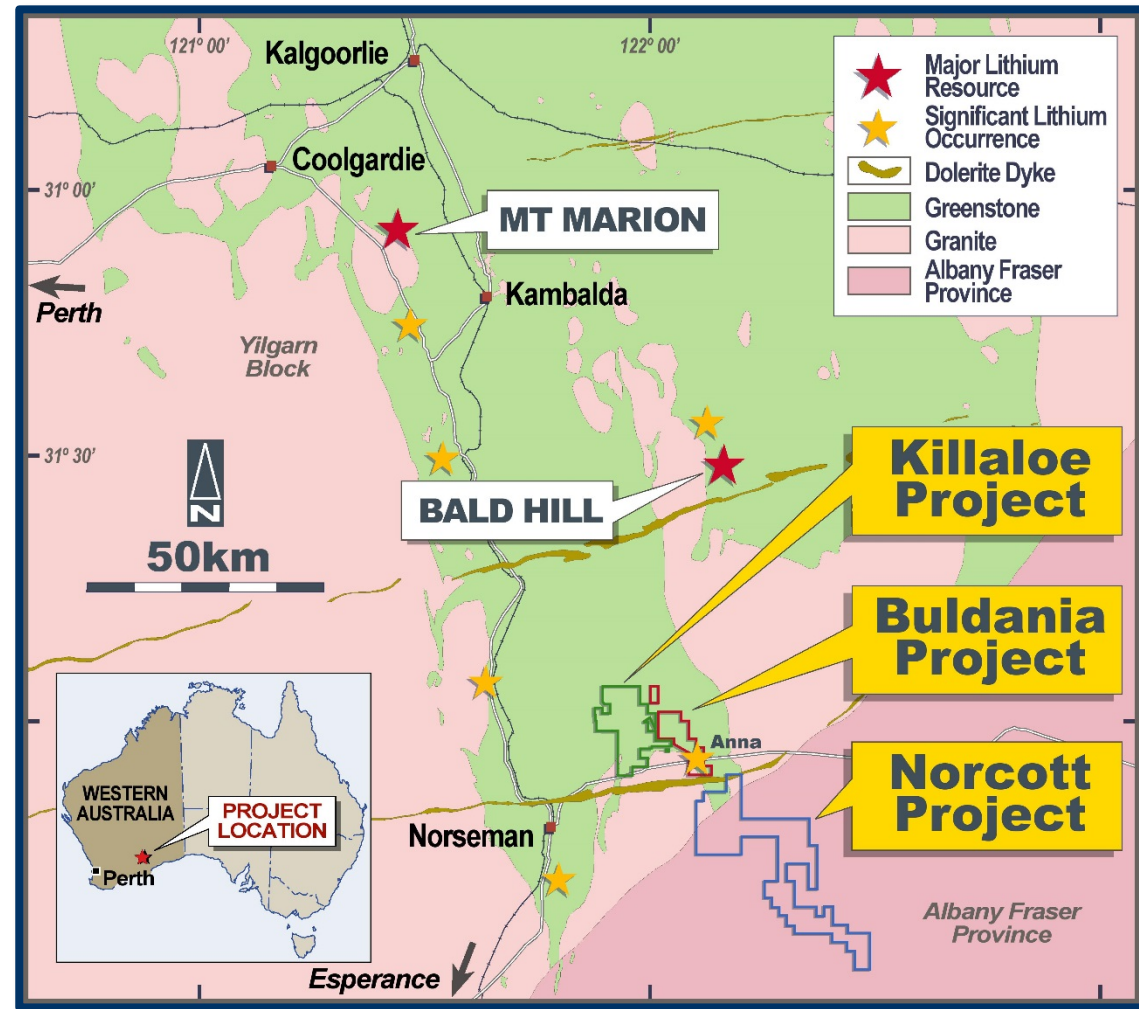 121° 00'
122° 00'
Kalgoorlie
Major Lithium
Resource
Significant Lithium
Occurrence
Dolerite Dyke
Greenstone
Granite
Albany Fraser
Province
Coolgardie
31° 00'
MT MARION
Perth
Kambalda
Yilgarn
Block
31° 30'
N
50km
BALD HILL
Killaloe
Project
Buldania
Project
Anna
Norcott
Project
WESTERN
AUSTRALIA
PROJECT
LOCATION
Perth
Norseman
Albany Fraser
Province
Esperance